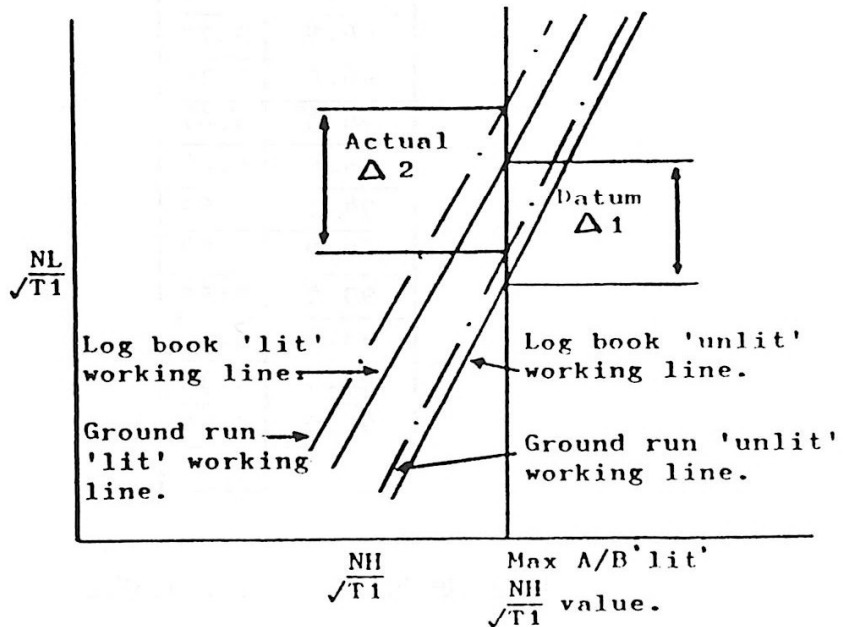 Actual
Δ 2
Datum
Δ 1
NL
√T1
Log book 'lit'
working line.
Ground run
'lit' working
line.
Log book 'unlit'
working line.
Ground run 'unlit'
working line.
NH
√T1
Max A/B 'lit'
NH
√T1 value.